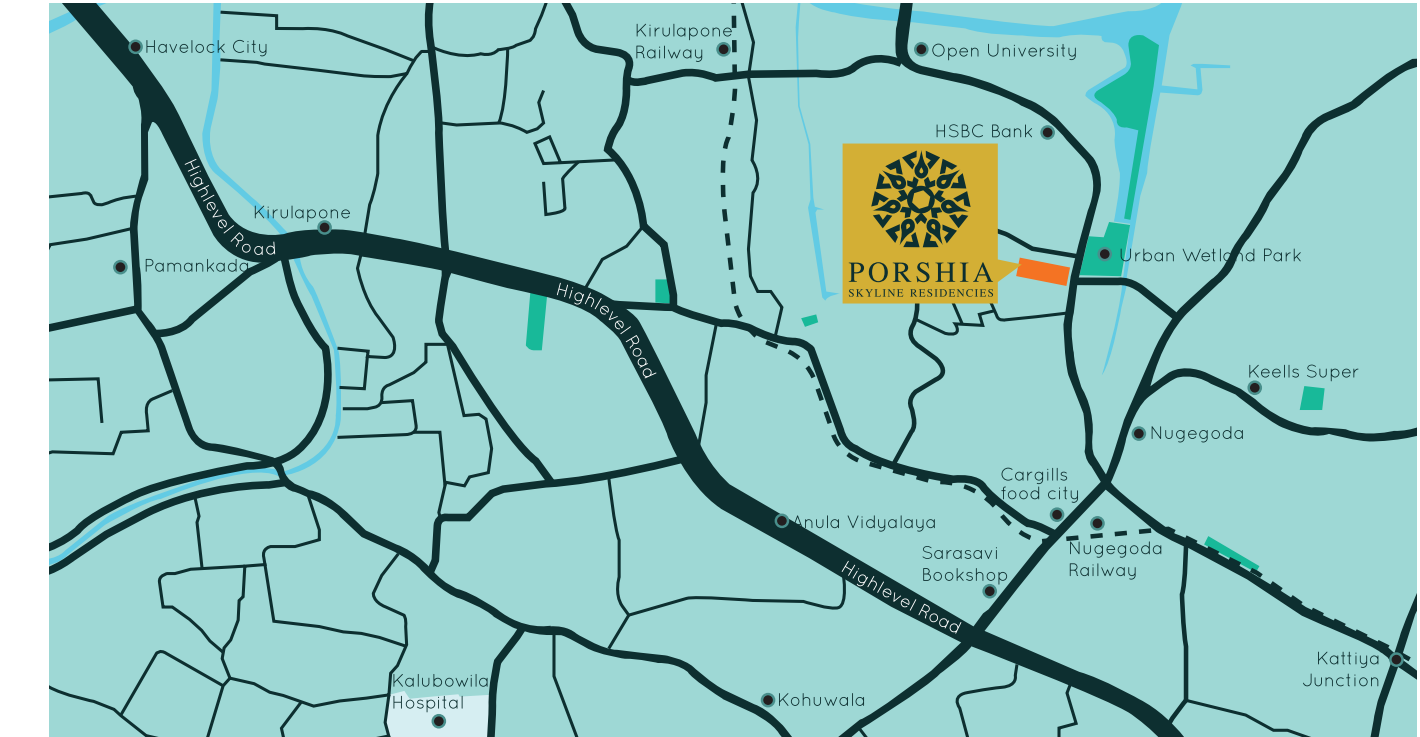 Havelock City
Kirulapone
Railway
Open University
HSBC Bank
Highlevel Road
Kirulapone
Pamankada
PORSHIA
SKYLINE RESIDENCIES
Urban Wetland Park
Highlevel Road
Keells Super
Nugegoda
Cargills
food city
Anula Vidyalaya
Nugegoda
Railway
Sarasavi
Bookshop
Highlevel Road
Kattiya
Junction
Kalubowila
Hospital
Kohuwala